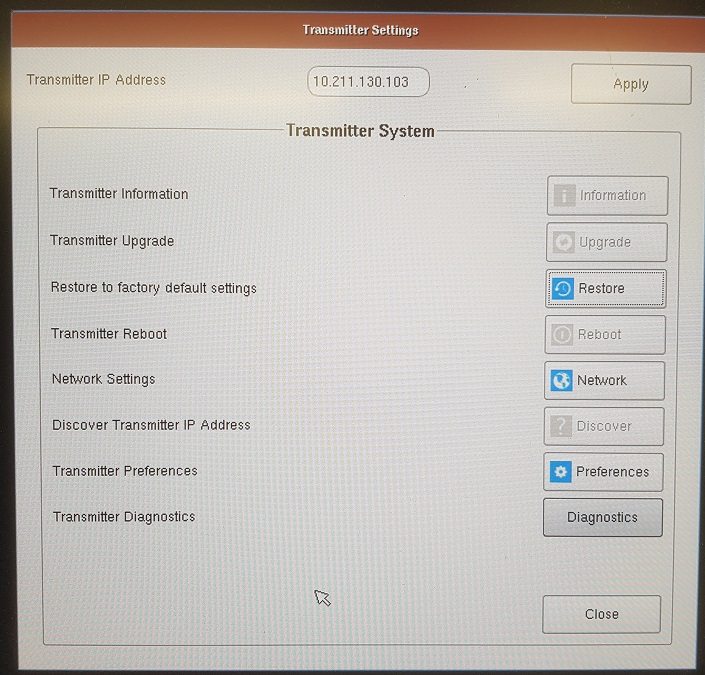 Transmitter Settings
Transmitter IP Address 10.211.130.103 Apply
Transmitter System
Transmitter Information Information
Transmitter Upgrade Upgrade
Restore to factory default settings Restore
Transmitter Reboot Reboot
Network Settings Network
Discover Transmitter IP Address ? Discover
Transmitter Preferences Preferences
Transmitter Diagnostics Diagnostics
Close